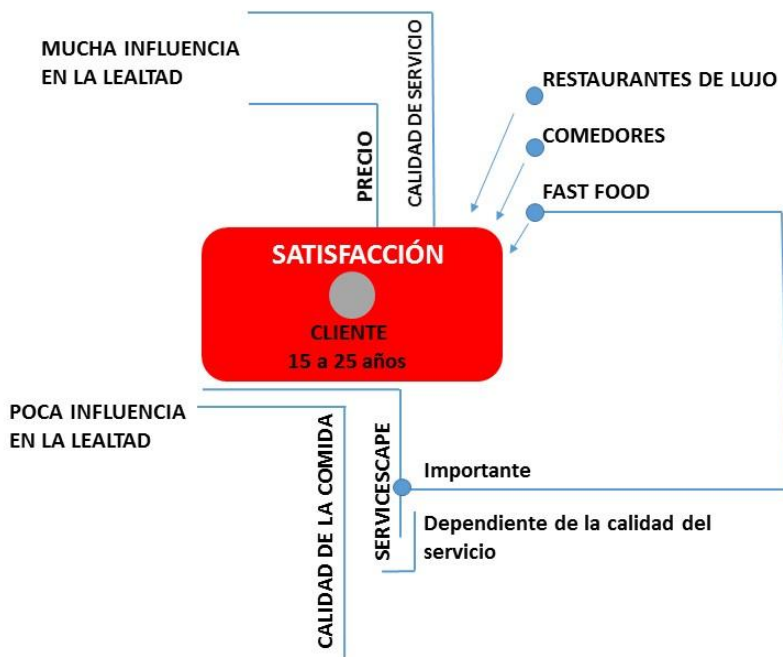 MUCHA INFLUENCIA
EN LA LEALTAD
PRECIO
CALIDAD DE SERVICIO
RESTAURANTES DE LUJO
COMEDORES
FAST FOOD
SATISFACCIÓN
CLIENTE
15 a 25 años
POCA INFLUENCIA
EN LA LEALTAD
CALIDAD DE LA COMIDA
SERVICESCAPE
Importante
Dependiente de la calidad del
servicio